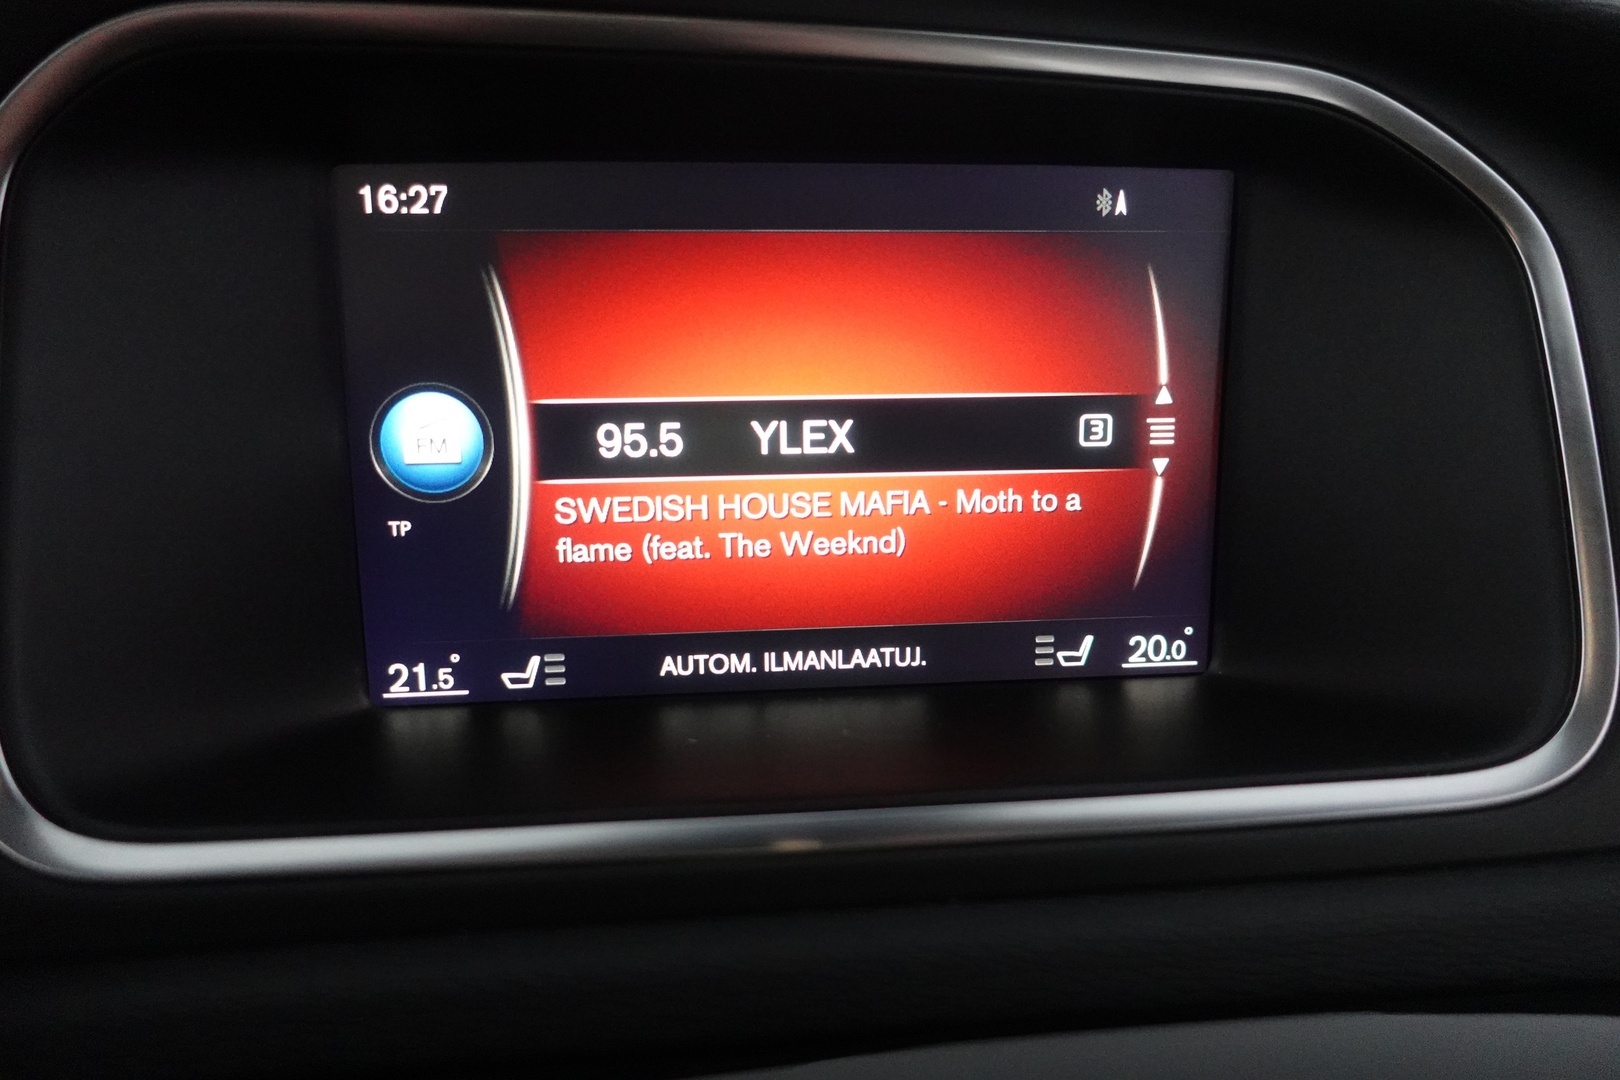 16:27
FM
95.5 YLEX 3
SWEDISH HOUSE MAFIA - Moth to a
flame (feat. The Weeknd)
TP
21.5° AUTOM. ILMANLAATUJ. 20.0°